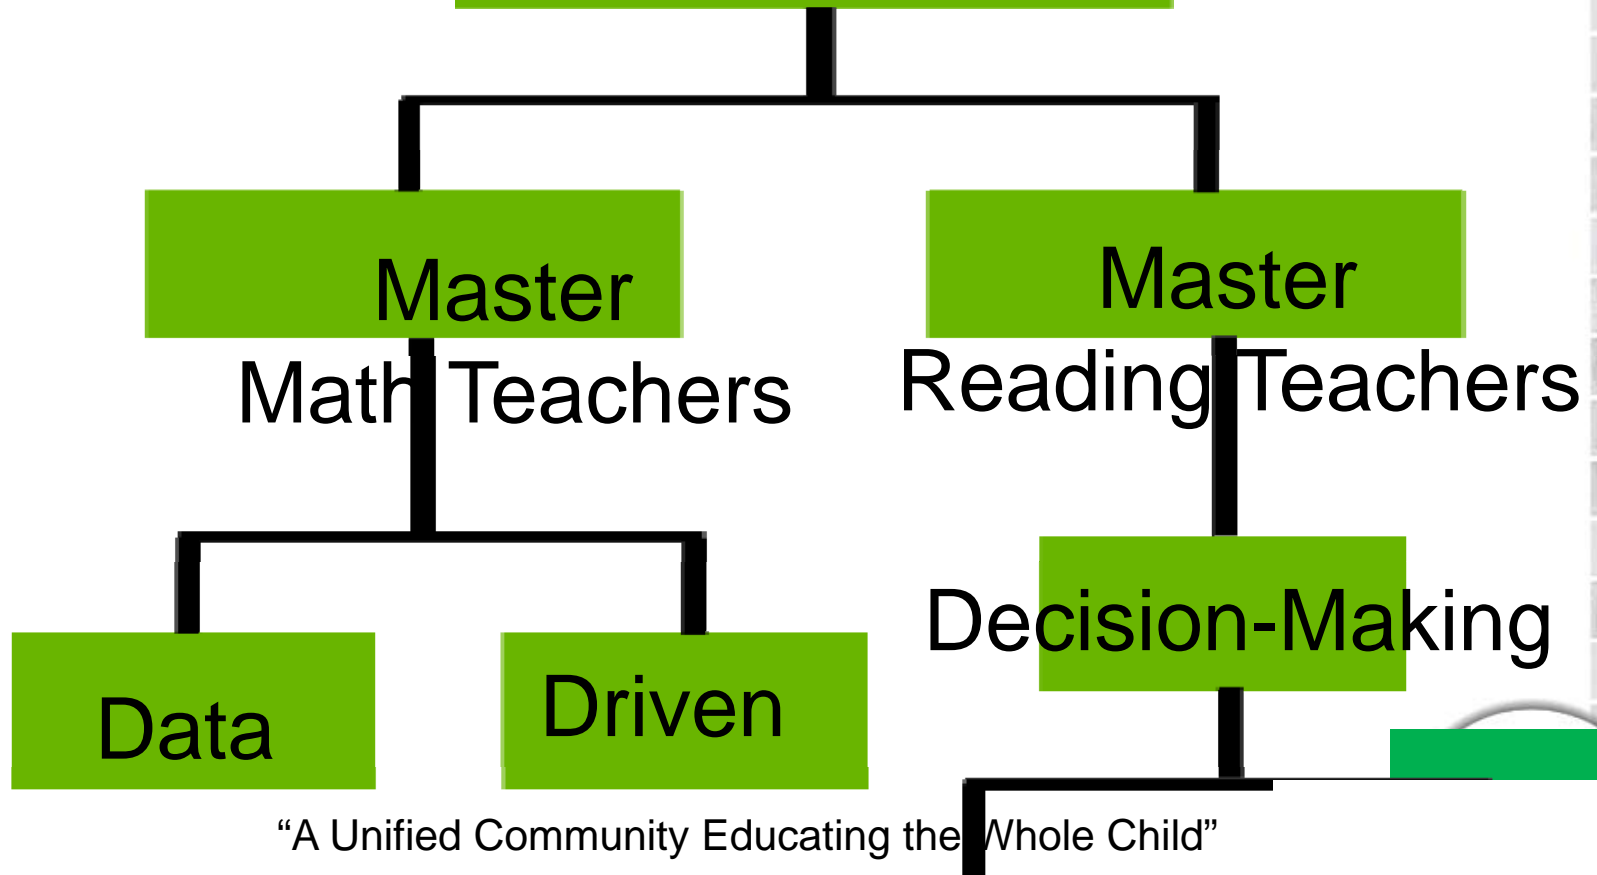 Master
Math Teachers
Master
Reading Teachers
Data
Driven
Decision-Making
“A Unified Community Educating the Whole Child”